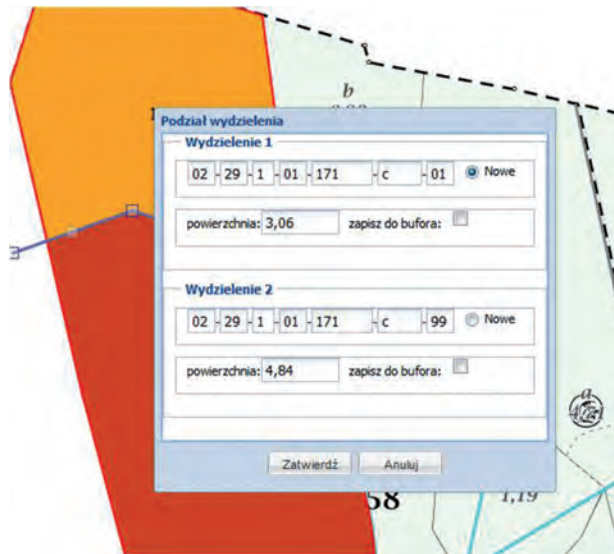 b
Podział wydzielenia
Wydzielenie 1
02 - 29 - 1 - 01 - 171 - c - 01 Nowe
powierzchnia: 3,06 zapisz do bufora:
Wydzielenie 2
02 - 29 - 1 - 01 - 171 - c - 99 Nowe
powierzchnia: 4,84 zapisz do bufora:
a
Zatwierdź Anuluj
58 1,19